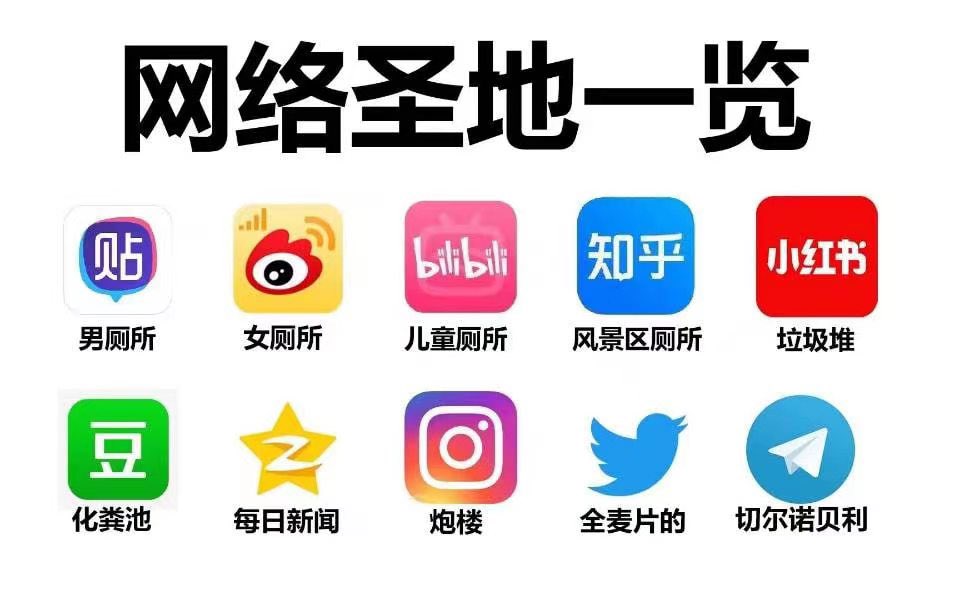 网络圣地一览
贴 bilibili 知乎 小红书
男厕所 女厕所 儿童厕所 风景区厕所 垃圾堆
豆
化粪池 每日新闻 炮楼 全麦片的 切尔诺贝利